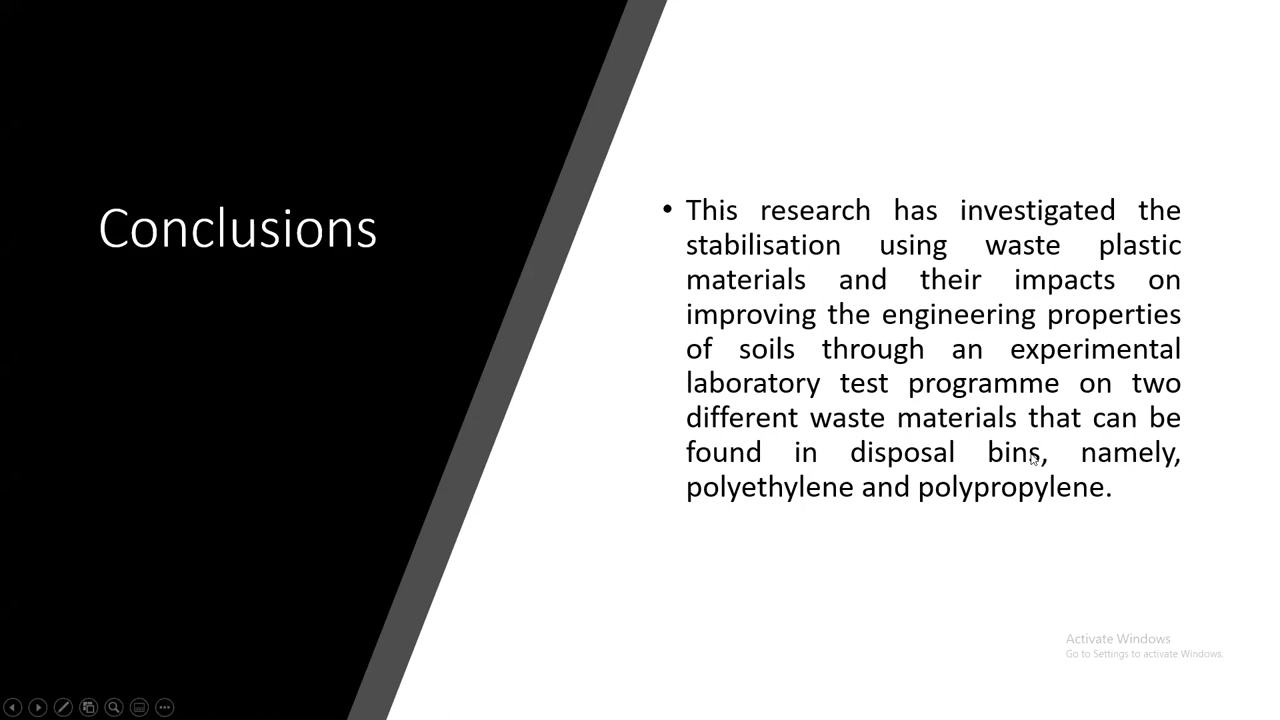 Conclusions
• This research has investigated the
stabilisation using waste plastic
materials and their impacts on
improving the engineering properties
of soils through an experimental
laboratory test programme on two
different waste materials that can be
found in disposal bins, namely,
polyethylene and polypropylene.
Activate Windows
Go to Settings to activate Windows.